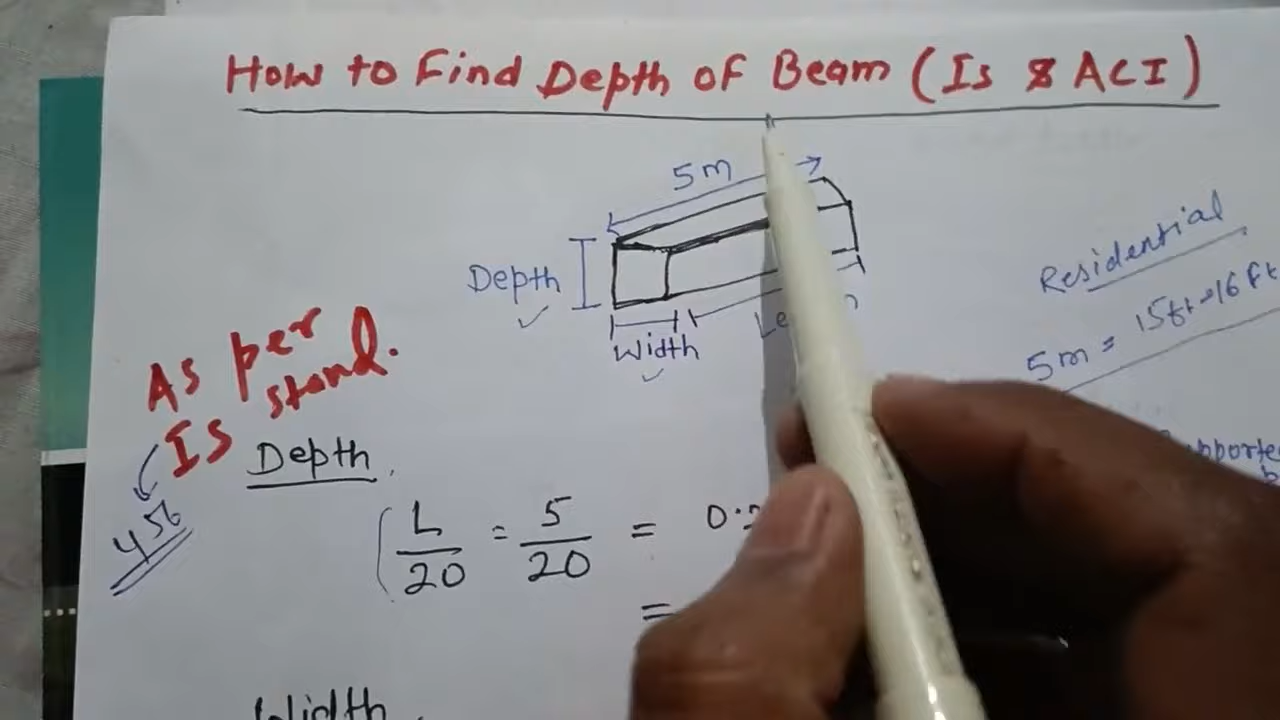 How to Find Depth of Beam (Is & ACI)
5m
Depth
Width
Residential
5m = 15ft-16ft
As per
IS stand.
456
Depth.
L/20 = 5/20 = 0.
=
Width.